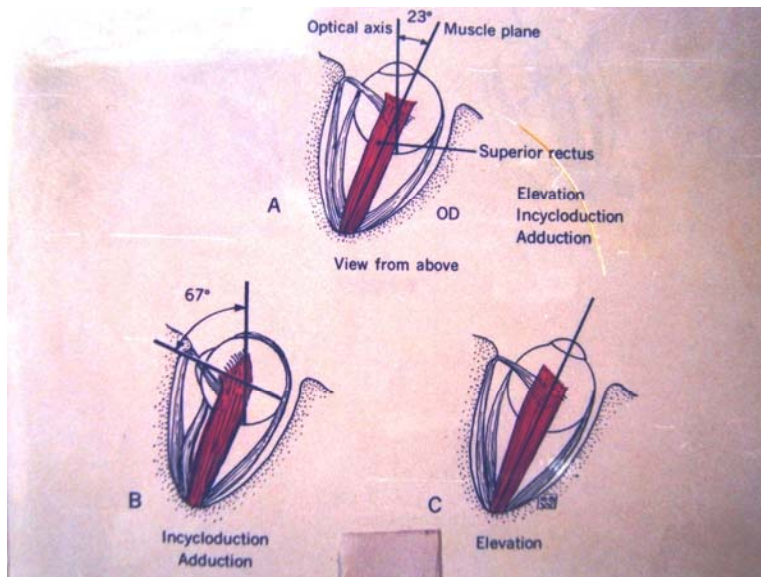 23°
Optical axis
Muscle plane
Superior rectus
A
OD
Elevation
Incycloduction
Adduction
View from above
67°
B
C
Incycloduction
Adduction
Elevation